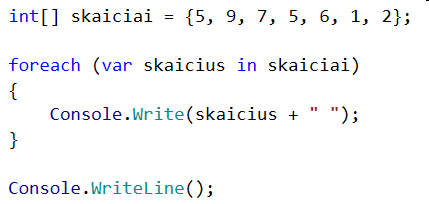 int[] skaiciai = {5, 9, 7, 5, 6, 1, 2};
foreach (var skaicius in skaiciai)
{
    Console.Write(skaicius + " ");
}
Console.WriteLine();